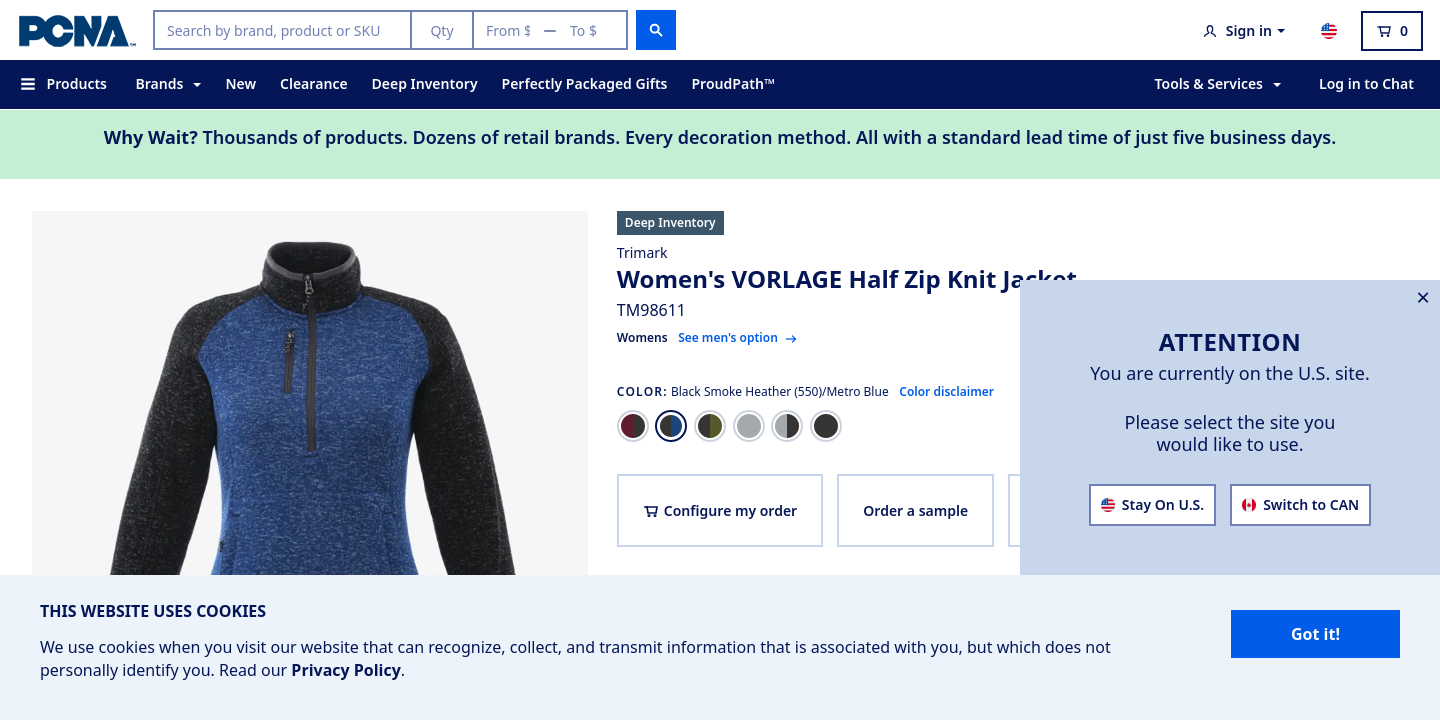 PCNA™
Search by brand, product or SKU
Qty
From $ — To $
Sign in
0
Products
Brands
New
Clearance
Deep Inventory
Perfectly Packaged Gifts
ProudPath™
Tools & Services
Log in to Chat
Why Wait? Thousands of products. Dozens of retail brands. Every decoration method. All with a standard lead time of just five business days.
Deep Inventory
Trimark
Women's VORLAGE Half Zip Knit Jacket
TM98611
Womens See men's option
COLOR: Black Smoke Heather (550)/Metro Blue Color disclaimer
Configure my order
Order a sample
ATTENTION
You are currently on the U.S. site.
Please select the site you
would like to use.
Stay On U.S.
Switch to CAN
THIS WEBSITE USES COOKIES
We use cookies when you visit our website that can recognize, collect, and transmit information that is associated with you, but which does not
personally identify you. Read our Privacy Policy.
Got it!